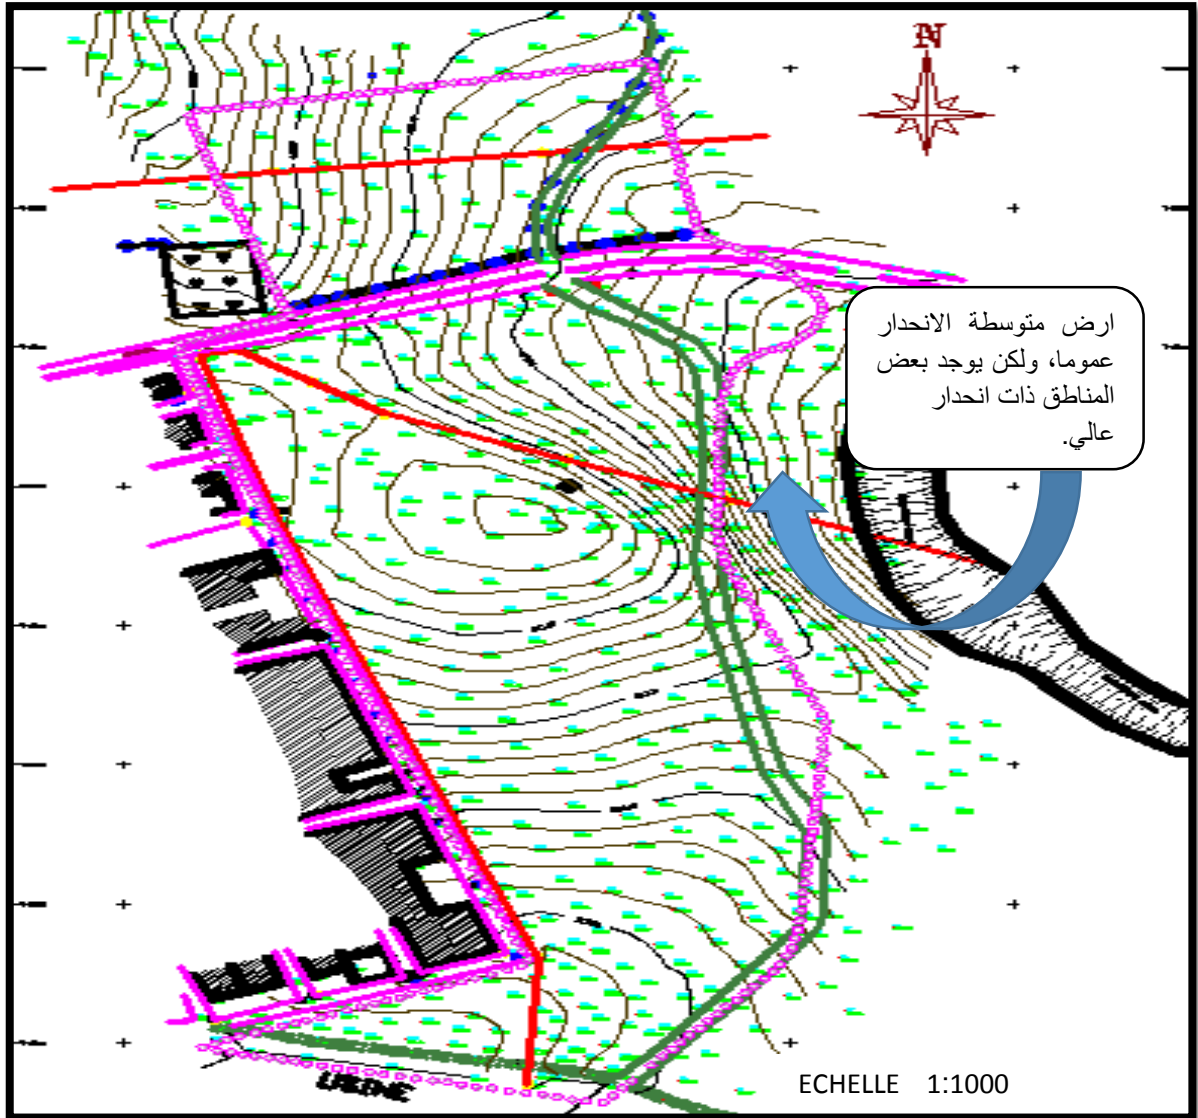 N
ارض متوسطة الانحدار
عموما، ولكن يوجد بعض
المناطق ذات انحدار
عالي.
ECHELLE 1:1000